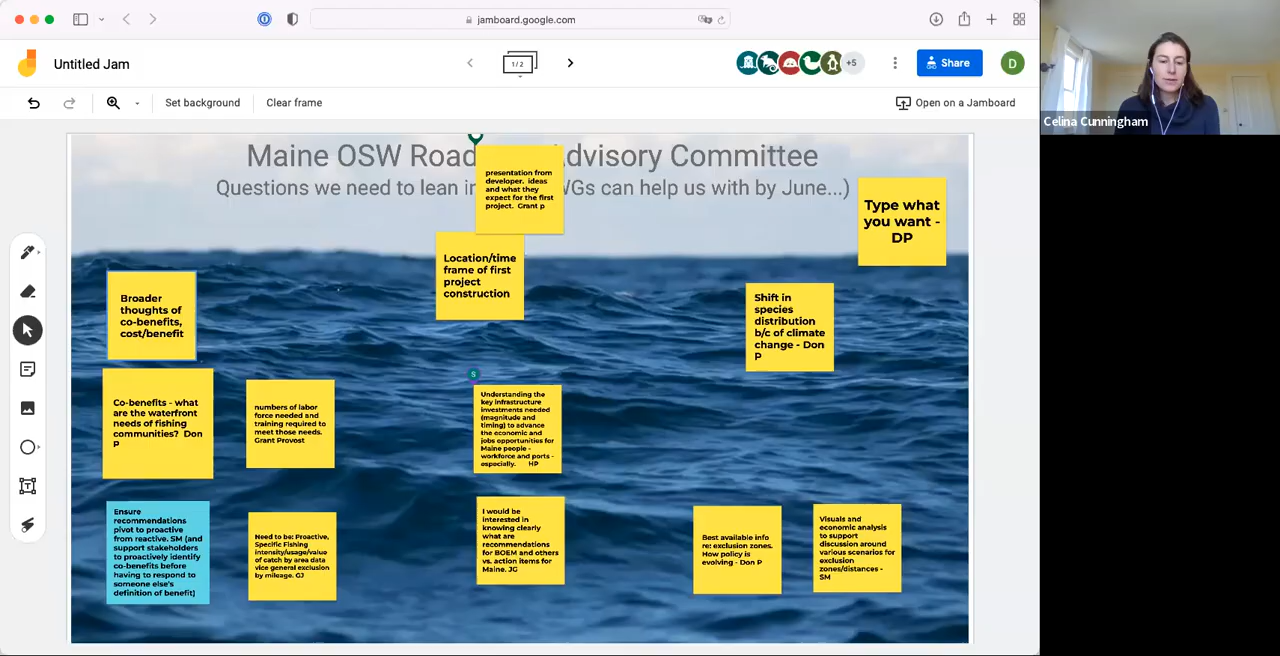 jamboard.google.com
Untitled Jam
1/2
+5
Share
D
Set background
Clear frame
Open on a Jamboard
Celina Cunningham
Maine OSW Road
dvisory Committee
Questions we need to lean in
WGs can help us with by June...)
presentation from
developer. ideas
and what they
expect for the first
project. Grant p
Type what
you want -
DP
Location/time
frame of first
project
construction
Broader
thoughts of
co-benefits,
cost/benefit
Shift in
species
distribution
b/c of climate
change - Don
P
Co-benefits - what
are the waterfront
needs of fishing
communities? Don
P
numbers of labor
force needed and
training required to
meet those needs.
Grant Provost
S
Understanding the
key infrastructure
investments needed
(magnitude and
timing) to advance
the economic and
jobs opportunities for
Maine people -
workforce and ports -
especially. HP
Ensure
recommendations
pivot to proactive
from reactive. SM (and
support stakeholders
to proactively identify
co-benefits before
having to respond to
someone else's
definition of benefit)
Need to be: Proactive,
Specific Fishing
intensity/usage/value
of catch by area data
vice general exclusion
by mileage. GJ
I would be
interested in
knowing clearly
what are
recommendations
for BOEM and others
vs. action items for
Maine. JG
Best available info
re: exclusion zones.
How policy is
evolving - Don P
Visuals and
economic analysis to
support
discussion around
various scenarios for
exclusion
zones/distances -
SM